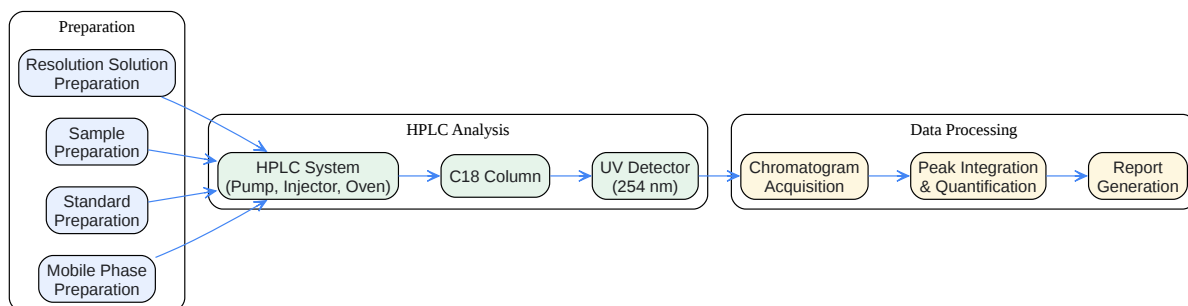 Preparation
Resolution Solution
Preparation
Sample
Preparation
Standard
Preparation
Mobile Phase
Preparation
HPLC Analysis
HPLC System
(Pump, Injector, Oven)
C18 Column
UV Detector
(254 nm)
Data Processing
Chromatogram
Acquisition
Peak Integration
& Quantification
Report
Generation